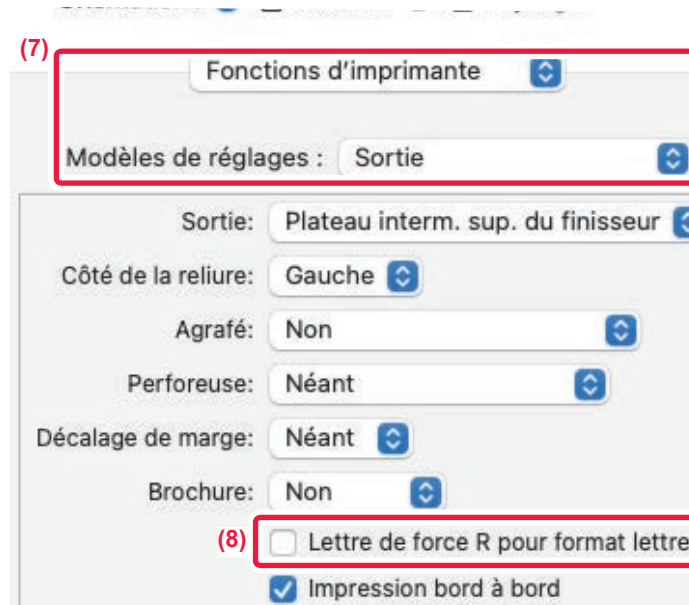 (7)
Fonctions d'imprimante
Modèles de réglages : Sortie
Sortie: Plateau interm. sup. du finisseur
Côté de la reliure: Gauche
Agrafé: Non
Perforeuse: Néant
Décalage de marge: Néant
Brochure: Non
(8) Lettre de force R pour format lettre
Impression bord à bord